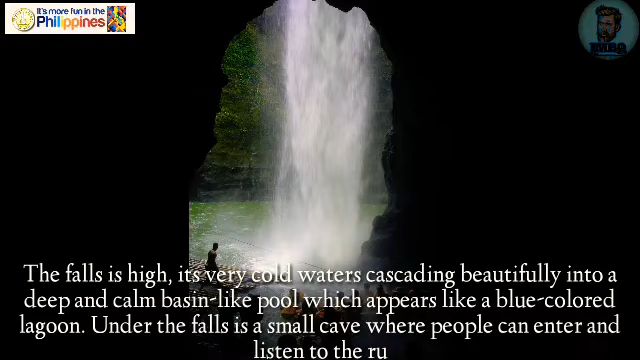 It's more fun in the
Philippines
The falls is high, its very cold waters cascading beautifully into a
deep and calm basin-like pool which appears like a blue-colored
lagoon. Under the falls is a small cave where people can enter and
listen to the ru